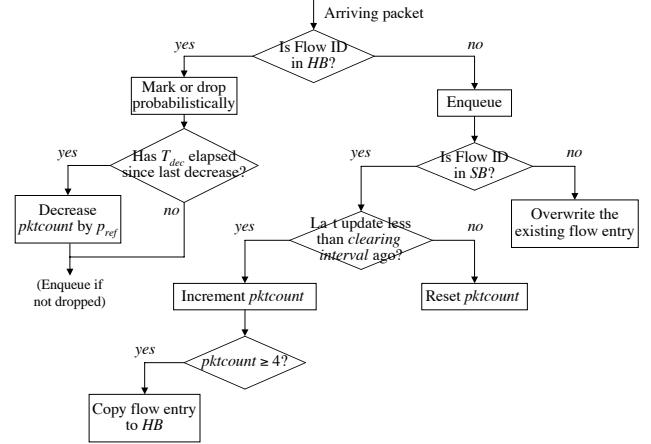 Arriving packet
Is Flow ID
in HB?
yes
no
Mark or drop
probabilistically
Enqueue
Has Tdec elapsed
since last decrease?
yes
no
Is Flow ID
in SB?
yes
no
Decrease
pktcount by pref
Overwrite the
existing flow entry
La t update less
than clearing
interval ago?
yes
no
(Enqueue if
not dropped)
Increment pktcount
Reset pktcount
pktcount ≥ 4?
yes
Copy flow entry
to HB